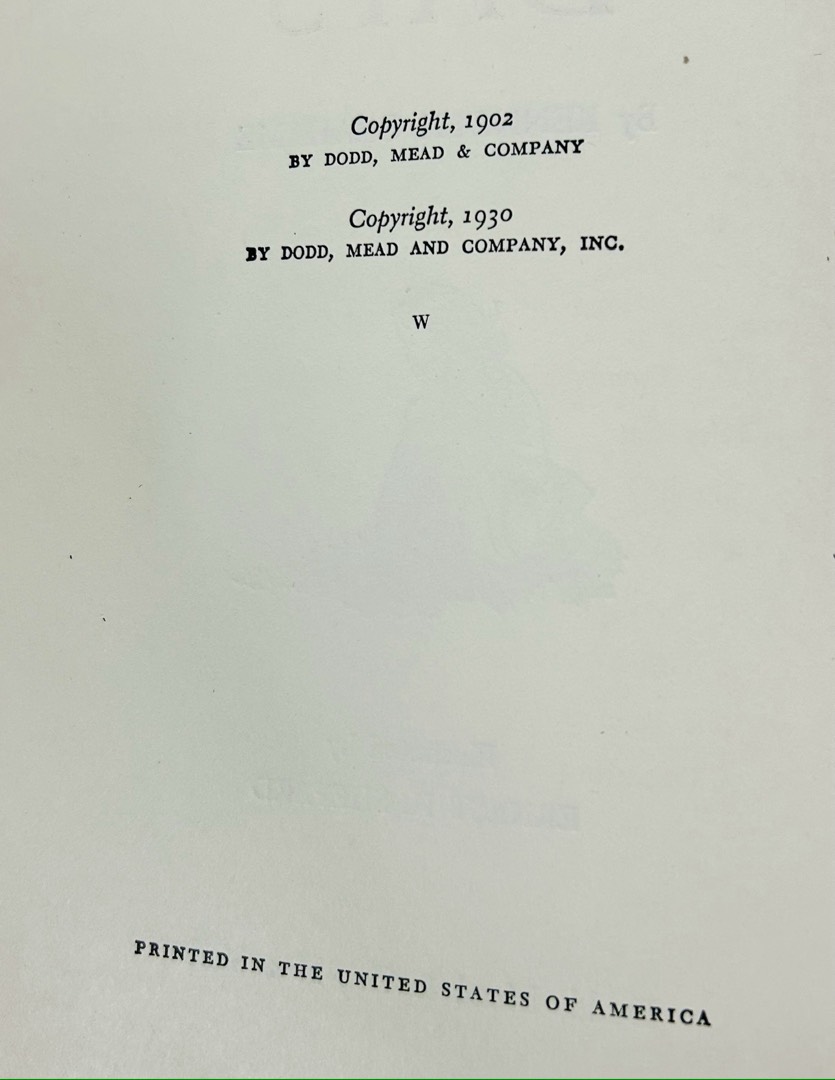 Copyright, 1902
BY DODD, MEAD & COMPANY
Copyright, 1930
BY DODD, MEAD AND COMPANY, INC.
W
PRINTED IN THE UNITED STATES OF AMERICA